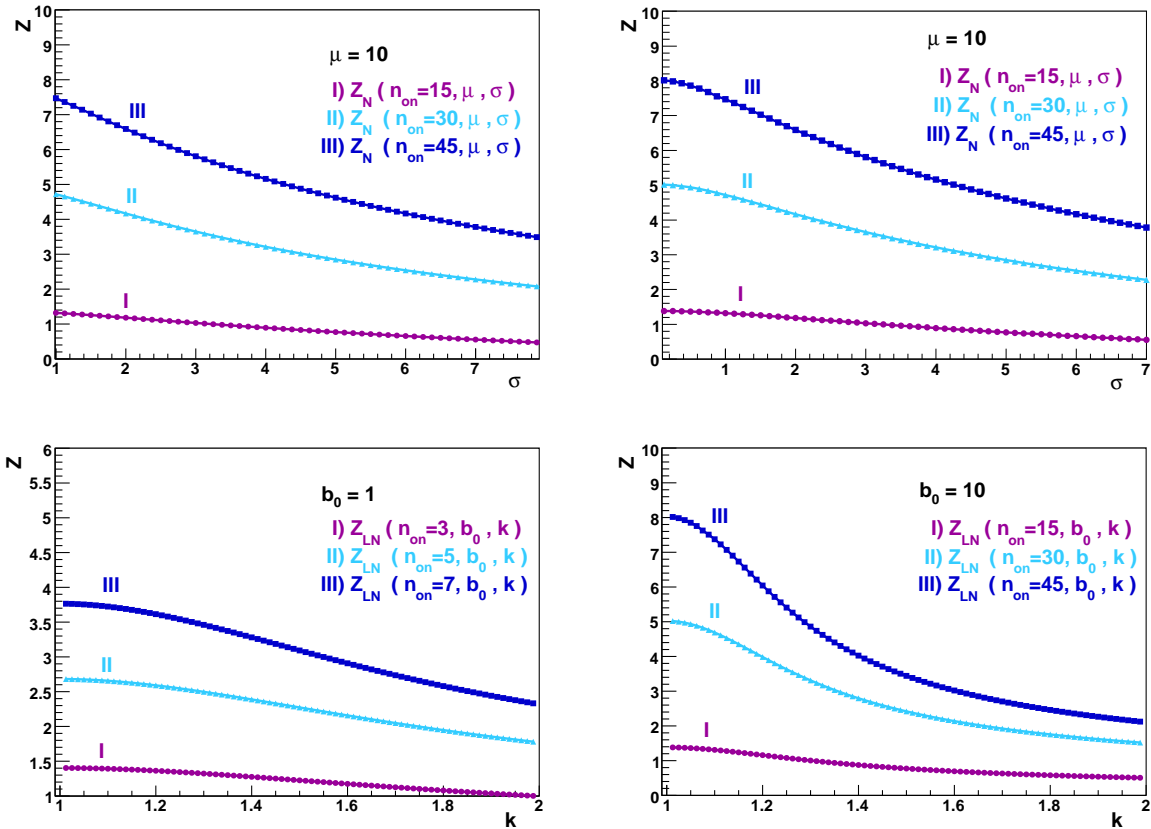 Z
10
9
8
7
6
5
4
3
2
1
0
μ = 10
I) Z_N ( n_on=15, μ , σ)
II) Z_N ( n_on=30, μ , σ)
III) Z_N ( n_on=45, μ , σ)
III
II
I
1 2 3 4 5 6 7
σ
Z
10
9
8
7
6
5
4
3
2
1
0
μ = 10
I) Z_N ( n_on=15, μ , σ)
II) Z_N ( n_on=30, μ , σ)
III) Z_N ( n_on=45, μ , σ)
III
II
I
1 2 3 4 5 6 7
σ
Z
6
5.5
5
4.5
4
3.5
3
2.5
2
1.5
1
b_0 = 1
I) Z_LN ( n_on=3, b_0 , k )
II) Z_LN ( n_on=5, b_0 , k )
III) Z_LN ( n_on=7, b_0 , k )
III
II
I
1 1.2 1.4 1.6 1.8 2
k
Z
10
9
8
7
6
5
4
3
2
1
0
b_0 = 10
I) Z_LN ( n_on=15, b_0 , k )
II) Z_LN ( n_on=30, b_0 , k )
III) Z_LN ( n_on=45, b_0 , k )
III
II
I
1 1.2 1.4 1.6 1.8 2
k